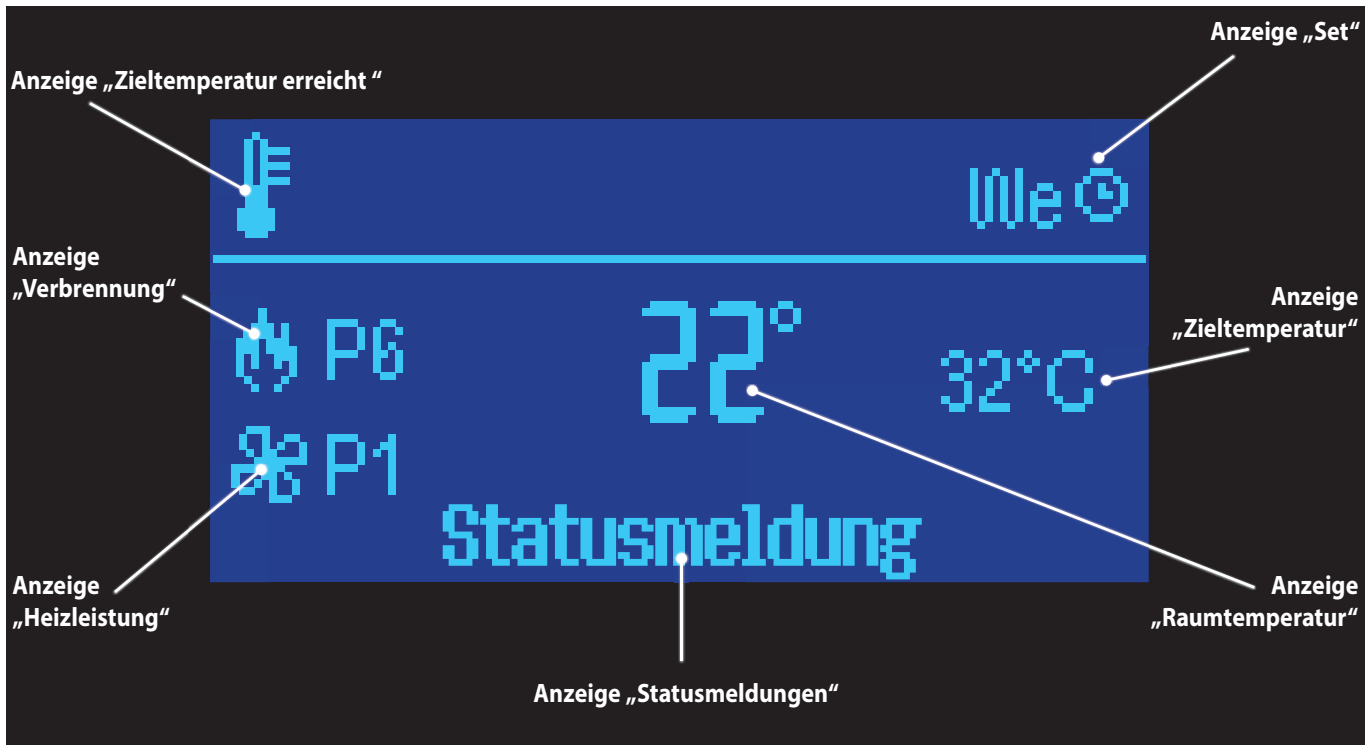 Anzeige „Set“
Anzeige „Zieltemperatur erreicht “
We
Anzeige
„Verbrennung“
P6
22°
Anzeige
„Zieltemperatur“
32°C
P1
Statusmeldung
Anzeige
„Heizleistung“
Anzeige
„Raumtemperatur“
Anzeige „Statusmeldungen“